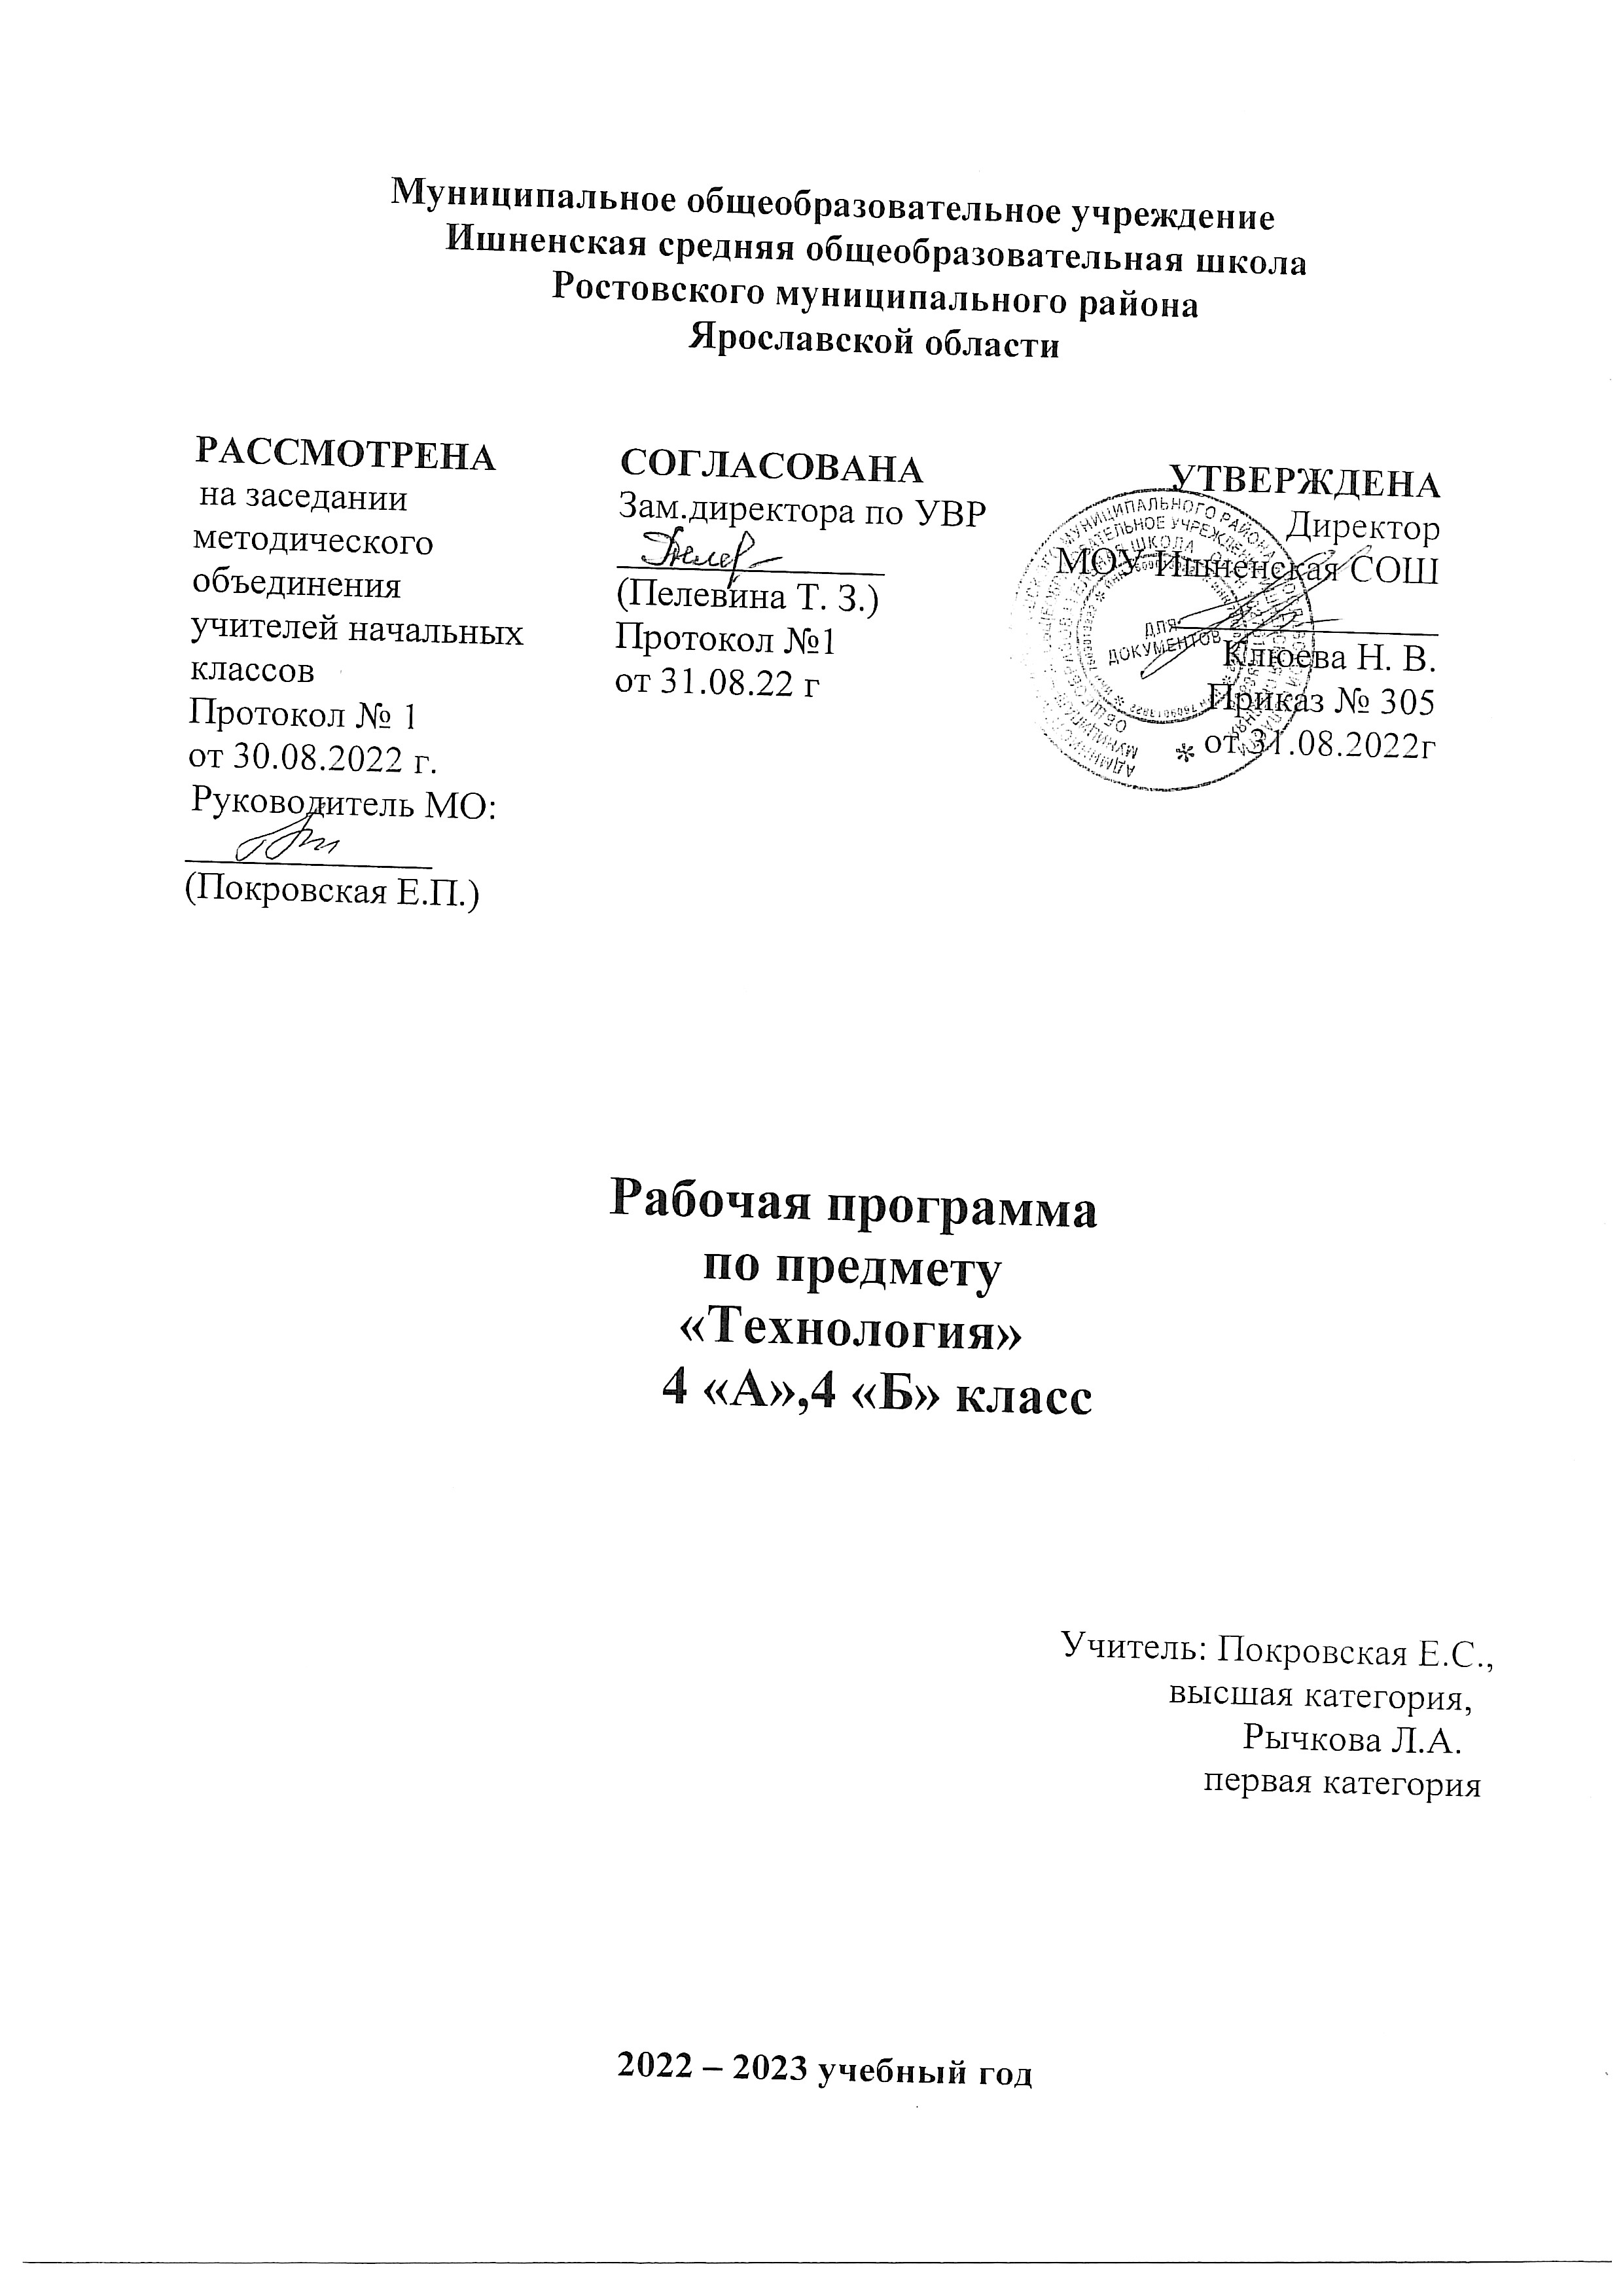 Муниципальное общеобразовательное учреждение
Ишненская средняя общеобразовательная школа
Ростовского муниципального района
Ярославской области
РАССМОТРЕНА
на заседании
методического
объединения
учителей начальных
классов
Протокол № 1
от 30.08.2022 г.
Руководитель МО:
(Покровская Е.П.)
СОГЛАСОВАНА
Зам.директора по УВР
(Пелевина Т. З.)
Протокол №1
от 31.08.22 г
УТВЕРЖДЕНА
Директор
МОУ Ишненская СОШ
Клюева Н. В.
Приказ № 305
от 31.08.2022г
ДЛЯ
ДОКУМЕНТОВ
Рабочая программа
по предмету
«Технология»
4 «А»,4 «Б» класс
Учитель: Покровская Е.С.,
высшая категория,
Рычкова Л.А.
первая категория
2022 – 2023 учебный год